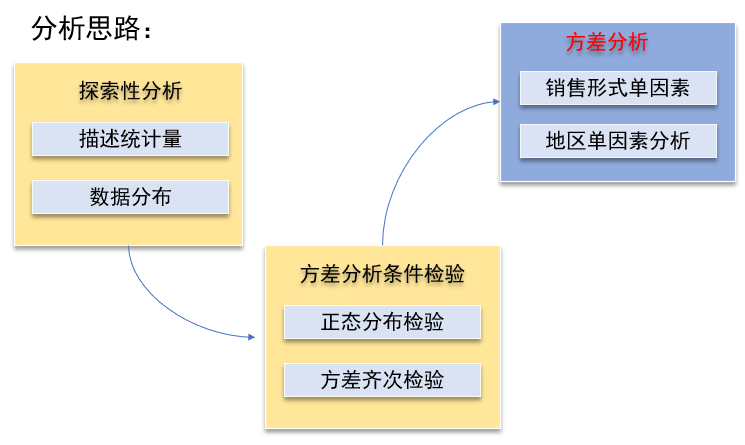 分析思路：
探索性分析
描述统计量
数据分布
方差分析条件检验
正态分布检验
方差齐次检验
方差分析
销售形式单因素
地区单因素分析